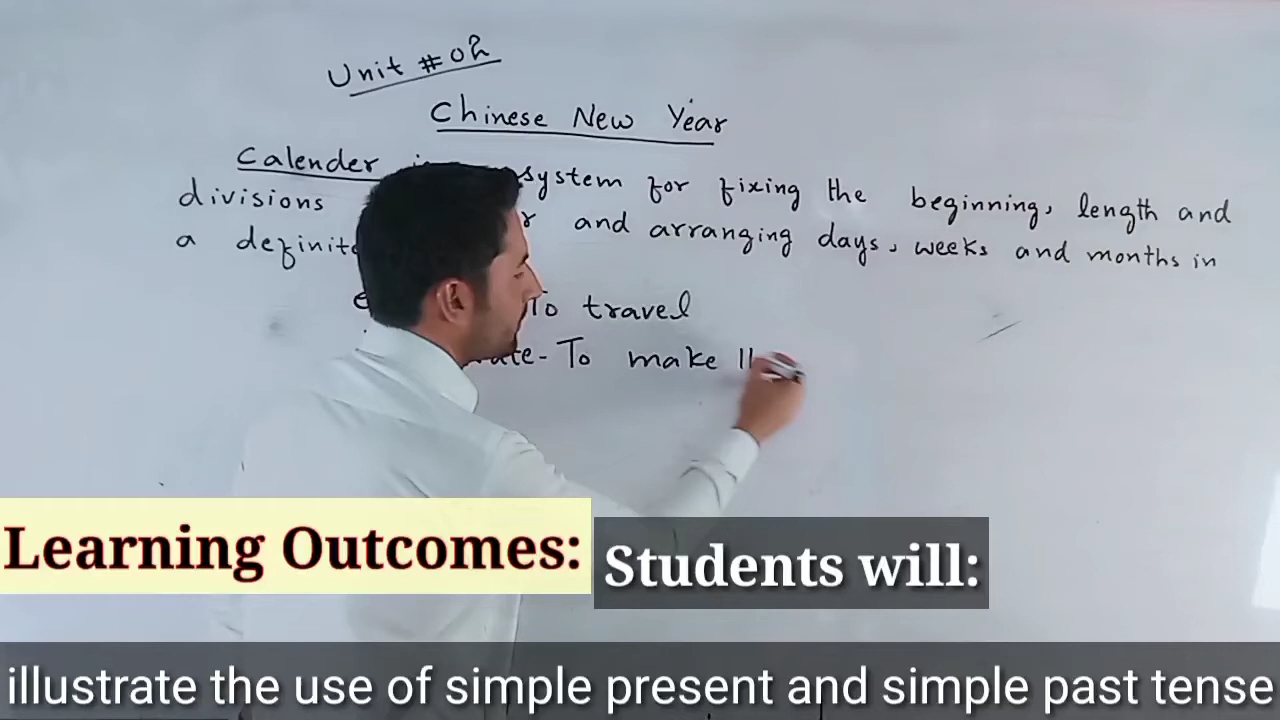 Unit #02
Chinese New Year
Calender system for fixing the beginning, length and
divisions and arranging days, weeks and months in
a definite
To travel
To make
Learning Outcomes:
Students will:
illustrate the use of simple present and simple past tense